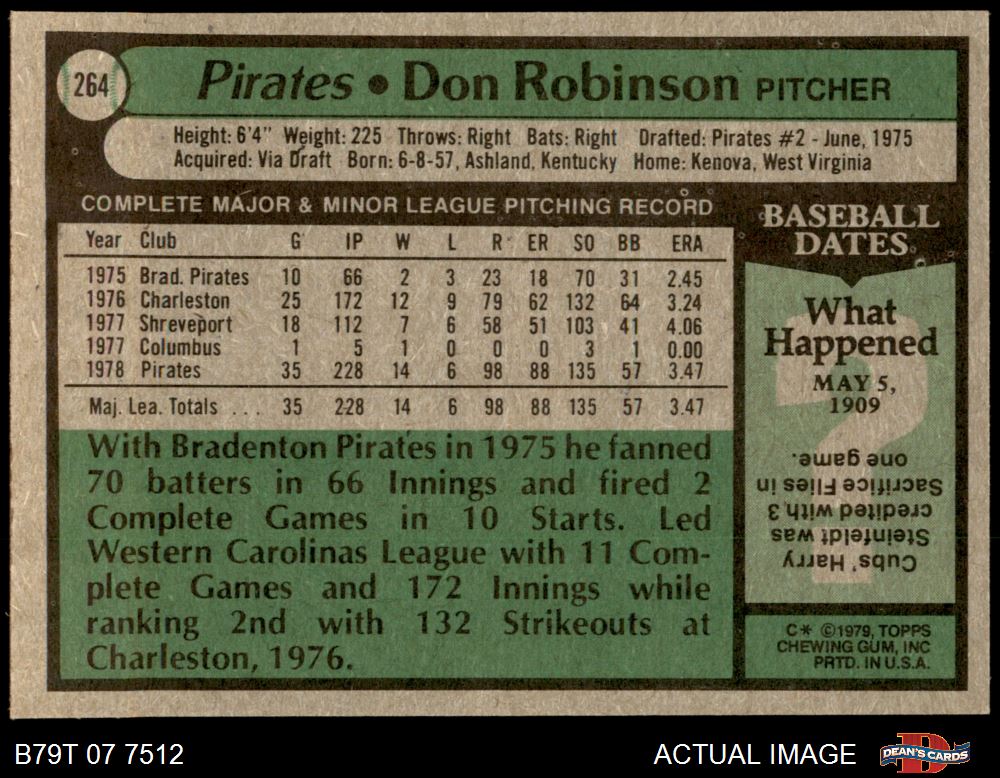 264
Pirates • Don Robinson PITCHER
Height: 6'4" Weight: 225 Throws: Right Bats: Right Drafted: Pirates #2 - June, 1975
Acquired: Via Draft Born: 6-8-57, Ashland, Kentucky Home: Kenova, West Virginia
COMPLETE MAJOR & MINOR LEAGUE PITCHING RECORD
Year Club G IP W L R ER SO BB ERA
1975 Brad. Pirates 10 66 2 3 23 18 70 31 2.45
1976 Charleston 25 172 12 9 79 62 132 64 3.24
1977 Shreveport 18 112 7 6 58 51 103 41 4.06
1977 Columbus 1 5 1 0 0 0 3 1 0.00
1978 Pirates 35 228 14 6 98 88 135 57 3.47
Maj. Lea. Totals . . . 35 228 14 6 98 88 135 57 3.47
With Bradenton Pirates in 1975 he fanned
70 batters in 66 Innings and fired 2
Complete Games in 10 Starts. Led
Western Carolinas League with 11 Com-
plete Games and 172 Innings while
ranking 2nd with 132 Strikeouts at
Charleston, 1976.
BASEBALL
DATES
What
Happened
MAY 5,
1909
Cubs' Harry
Steinfeldt was
credited with 3
Sacrifice Flies in
one game.
C* ©1979, TOPPS
CHEWING GUM, INC
PRTD. IN U.S.A.
B79T 07 7512
ACTUAL IMAGE
DEAN'S CARDS